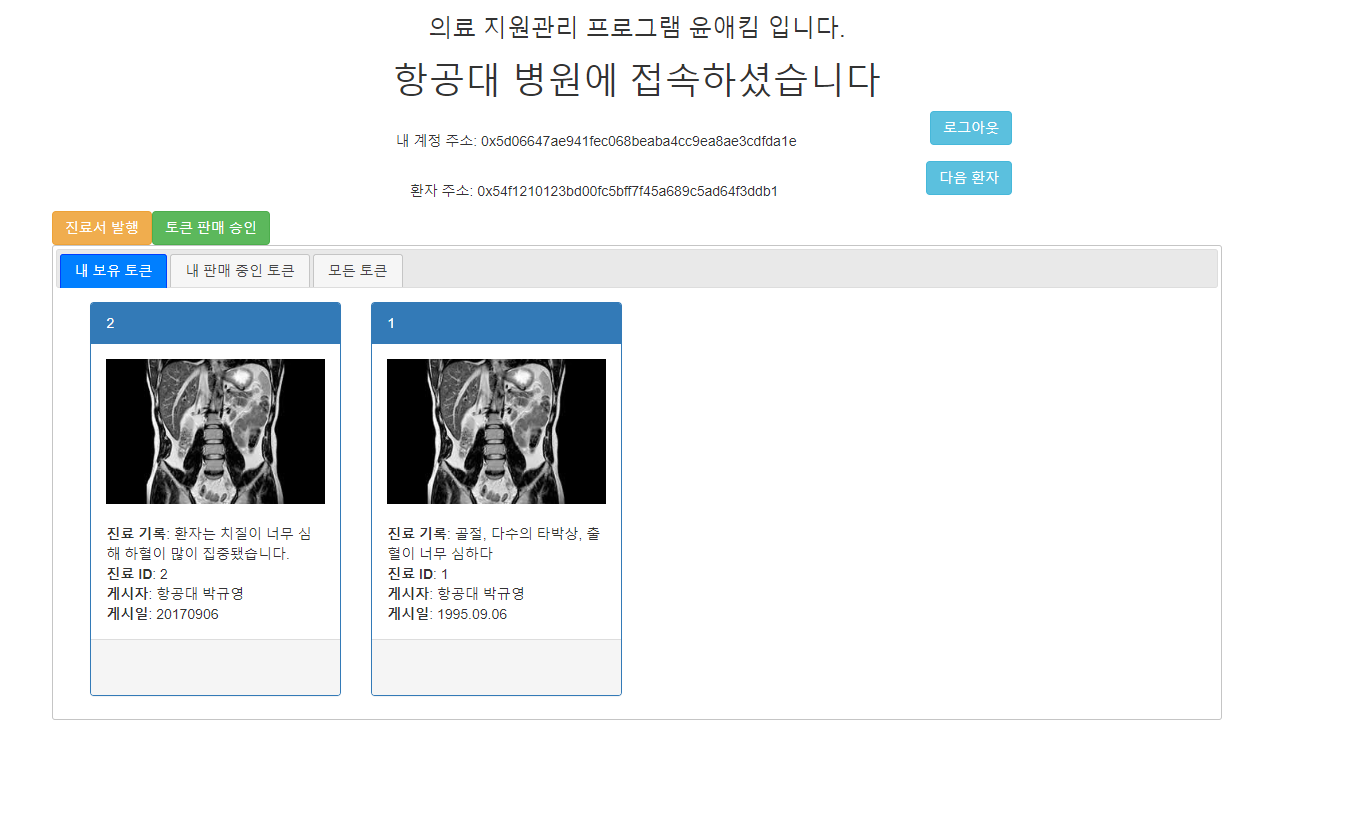 의료 지원관리 프로그램 윤애킴 입니다.
항공대 병원에 접속하셨습니다
내 계정 주소: 0x5d06647ae941fec068beaba4cc9ea8ae3cdfda1e
로그아웃
환자 주소: 0x54f1210123bd00fc5bff7f45a689c5ad64f3ddb1
다음 환자
진료서 발행
토큰 판매 승인
내 보유 토큰
내 판매 중인 토큰
모든 토큰
2
진료 기록: 환자는 치질이 너무 심
해 하혈이 많이 집중됐습니다.
진료 ID: 2
게시자: 항공대 박규영
게시일: 20170906
1
진료 기록: 골절, 다수의 타박상, 출
혈이 너무 심하다
진료 ID: 1
게시자: 항공대 박규영
게시일: 1995.09.06